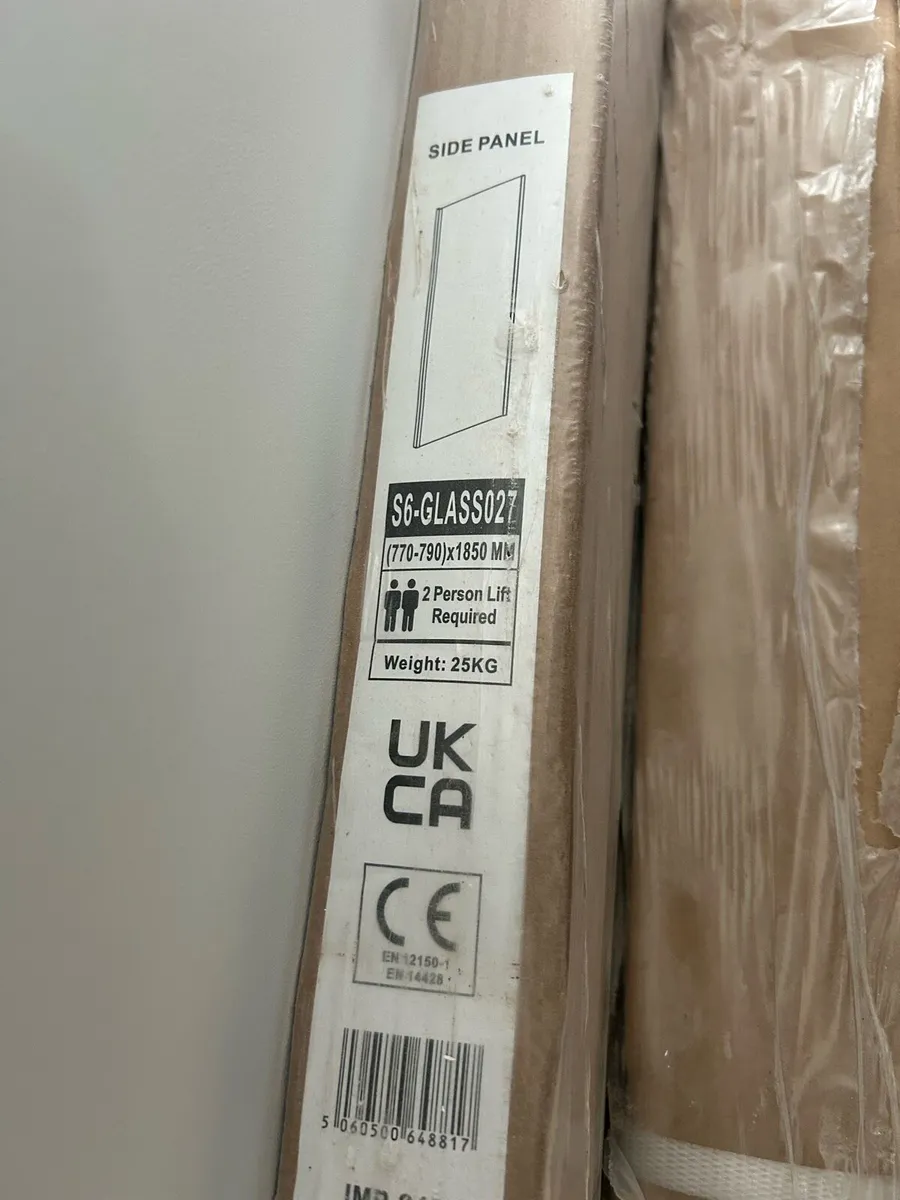 SIDE PANEL
S6-GLASS027
(770-790)x1850 MM
2 Person Lift
Required
Weight: 25KG
UK
CA
CE
EN 12150-1
EN 14428
5 060500 648817